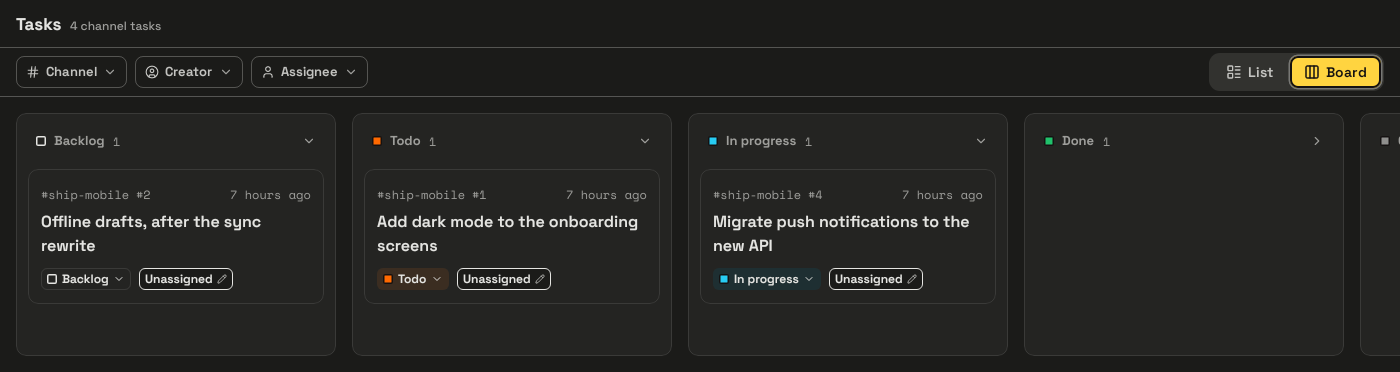 Tasks 4 channel tasks
Channel Creator Assignee List Board
Backlog 1
#ship-mobile #2 7 hours ago
Offline drafts, after the sync
rewrite
Backlog Unassigned
Todo 1
#ship-mobile #1 7 hours ago
Add dark mode to the onboarding
screens
Todo Unassigned
In progress 1
#ship-mobile #4 7 hours ago
Migrate push notifications to the
new API
In progress Unassigned
Done 1